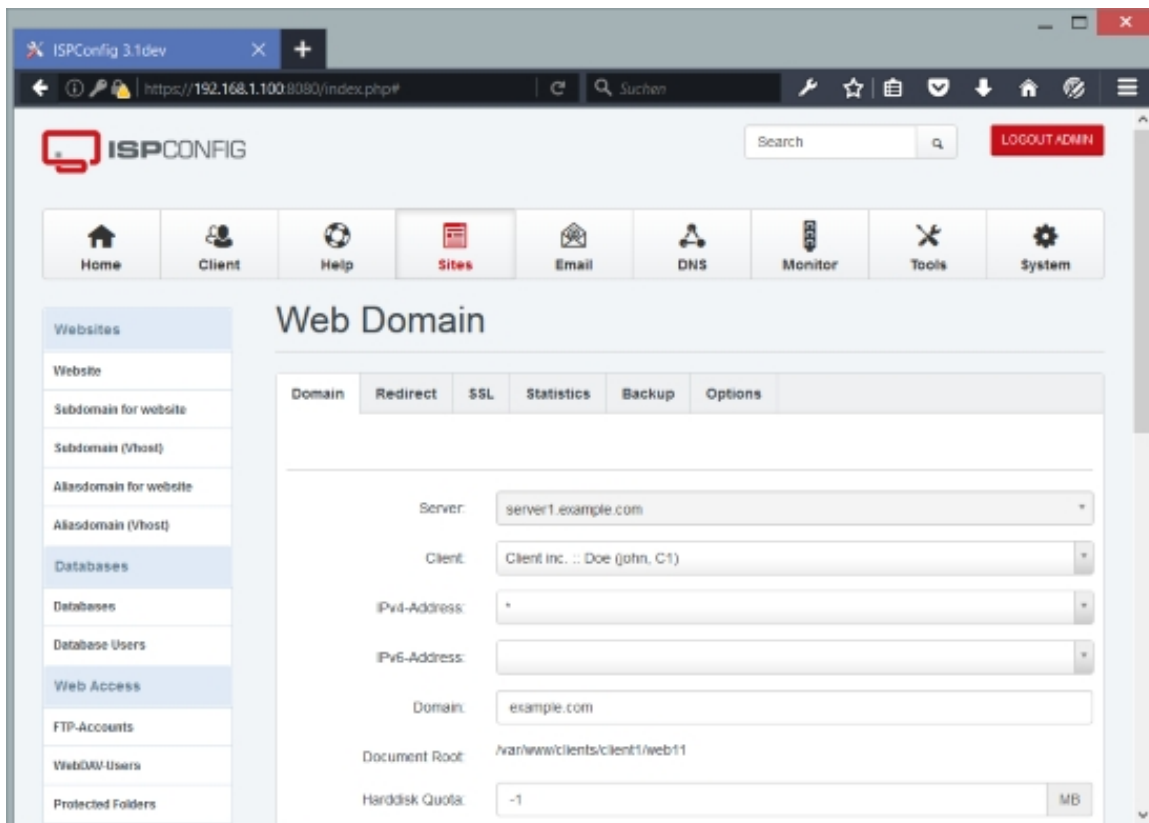 ISPConfig 3.1dev
https://192.168.1.100:8080/index.php#
Suchen
ISPCONFIG
Search
LOGOUT ADMIN
Home
Client
Help
Sites
Email
DNS
Monitor
Tools
System
Websites
Website
Subdomain for website
Subdomain (Vhost)
Aliasdomain for website
Aliasdomain (Vhost)
Databases
Databases
Database Users
Web Access
FTP-Accounts
WebDAV-Users
Protected Folders
Web Domain
Domain Redirect SSL Statistics Backup Options
Server: server1.example.com
Client: Client inc. :: Doe (john, C1)
IPv4-Address: *
IPv6-Address:
Domain: example.com
Document Root: /var/www/clients/client1/web11
Harddisk Quota: -1 MB